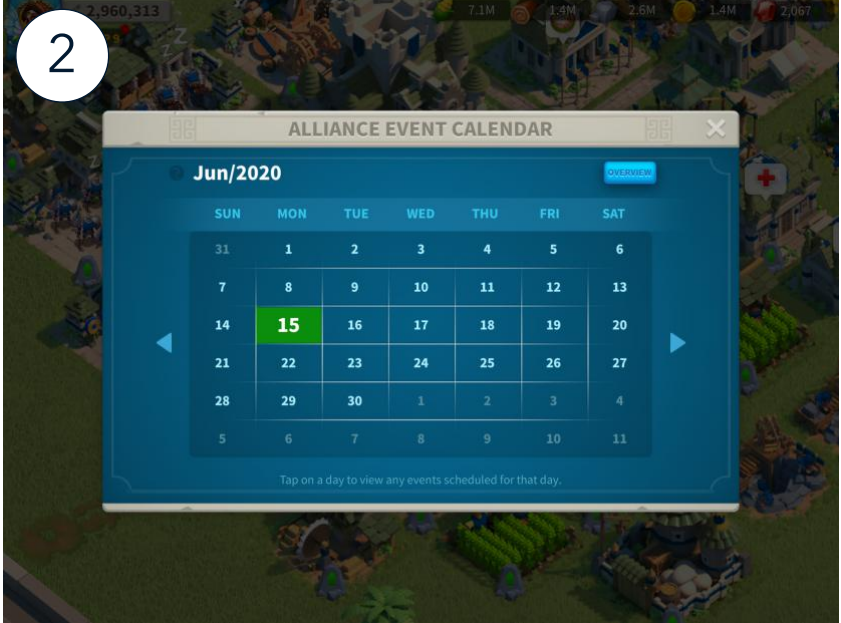 2
2,960,313
7.1M 1.4M 2.6M 1.4M 2,067
ALLIANCE EVENT CALENDAR
Jun/2020
OVERVIEW
SUN MON TUE WED THU FRI SAT
31 1 2 3 4 5 6
7 8 9 10 11 12 13
14 15 16 17 18 19 20
21 22 23 24 25 26 27
28 29 30 1 2 3 4
5 6 7 8 9 10 11
Tap on a day to view any events scheduled for that day.